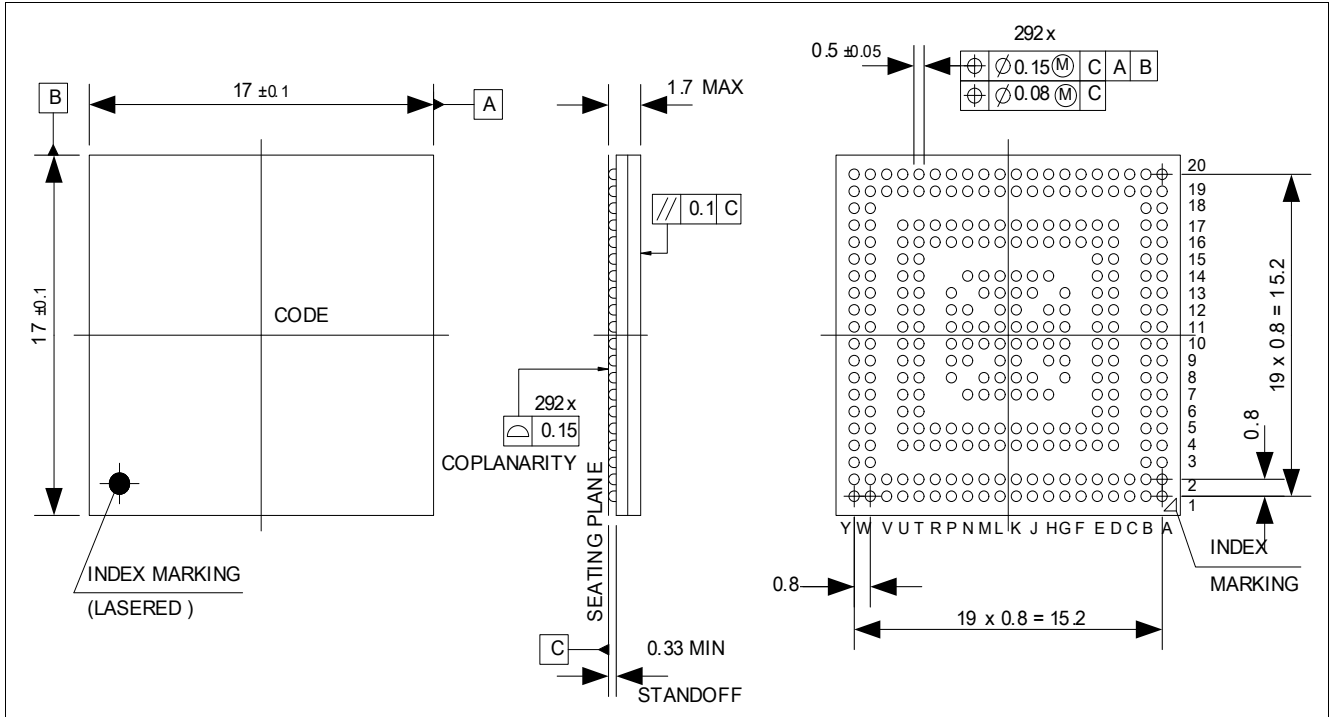 B
17 ±0.1
A
17 ±0.1
CODE
INDEX MARKING
(LASERED )
1.7 MAX
// 0.1 C
292x
0.15
COPLANARITY
SEATING PLANE
C
0.33 MIN
STANDOFF
292x
0.5 ±0.05
⌖ ∅0.15 Ⓜ C A B
⌖ ∅0.08 Ⓜ C
20
19
18
17
16
15
14
13
12
11
10
9
8
7
6
5
4
3
2
1
19 x 0.8 = 15.2
0.8
Y W V U T R P N M L K J H G F E D C B A
INDEX
MARKING
0.8
19 x 0.8 = 15.2